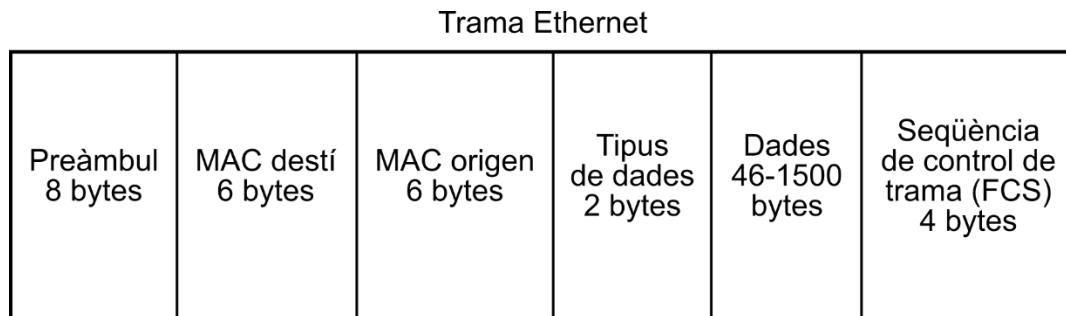 Trama Ethernet
Preàmbul
8 bytes
MAC destí
6 bytes
MAC origen
6 bytes
Tipus
de dades
2 bytes
Dades
46-1500
bytes
Seqüència
de control de
trama (FCS)
4 bytes